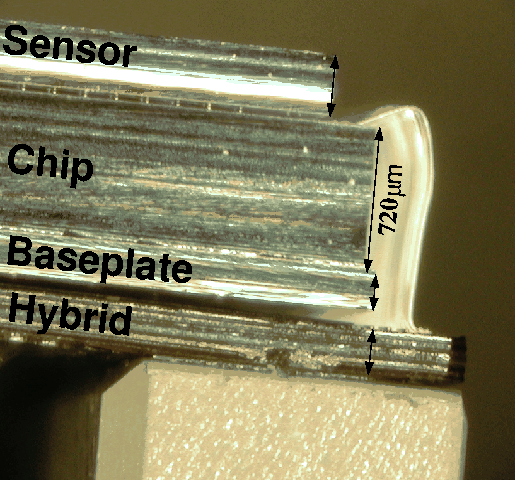 Sensor
Chip
720μm
Baseplate
Hybrid